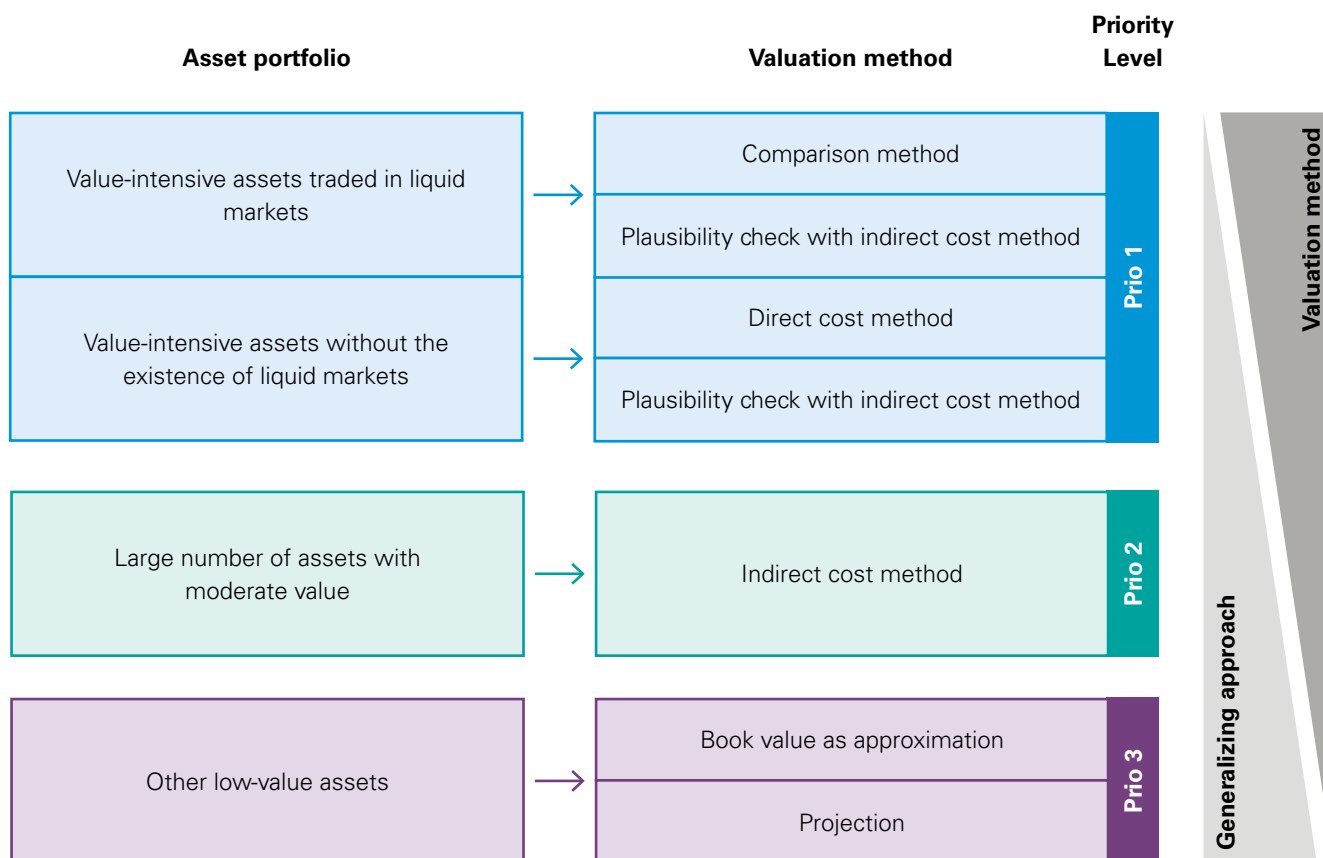 Asset portfolio
Valuation method
Priority
Level
Value-intensive assets traded in liquid
markets
Comparison method
Plausibility check with indirect cost method
Value-intensive assets without the
existence of liquid markets
Direct cost method
Plausibility check with indirect cost method
Prio 1
Large number of assets with
moderate value
Indirect cost method
Prio 2
Other low-value assets
Book value as approximation
Projection
Prio 3
Generalizing approach
Valuation method